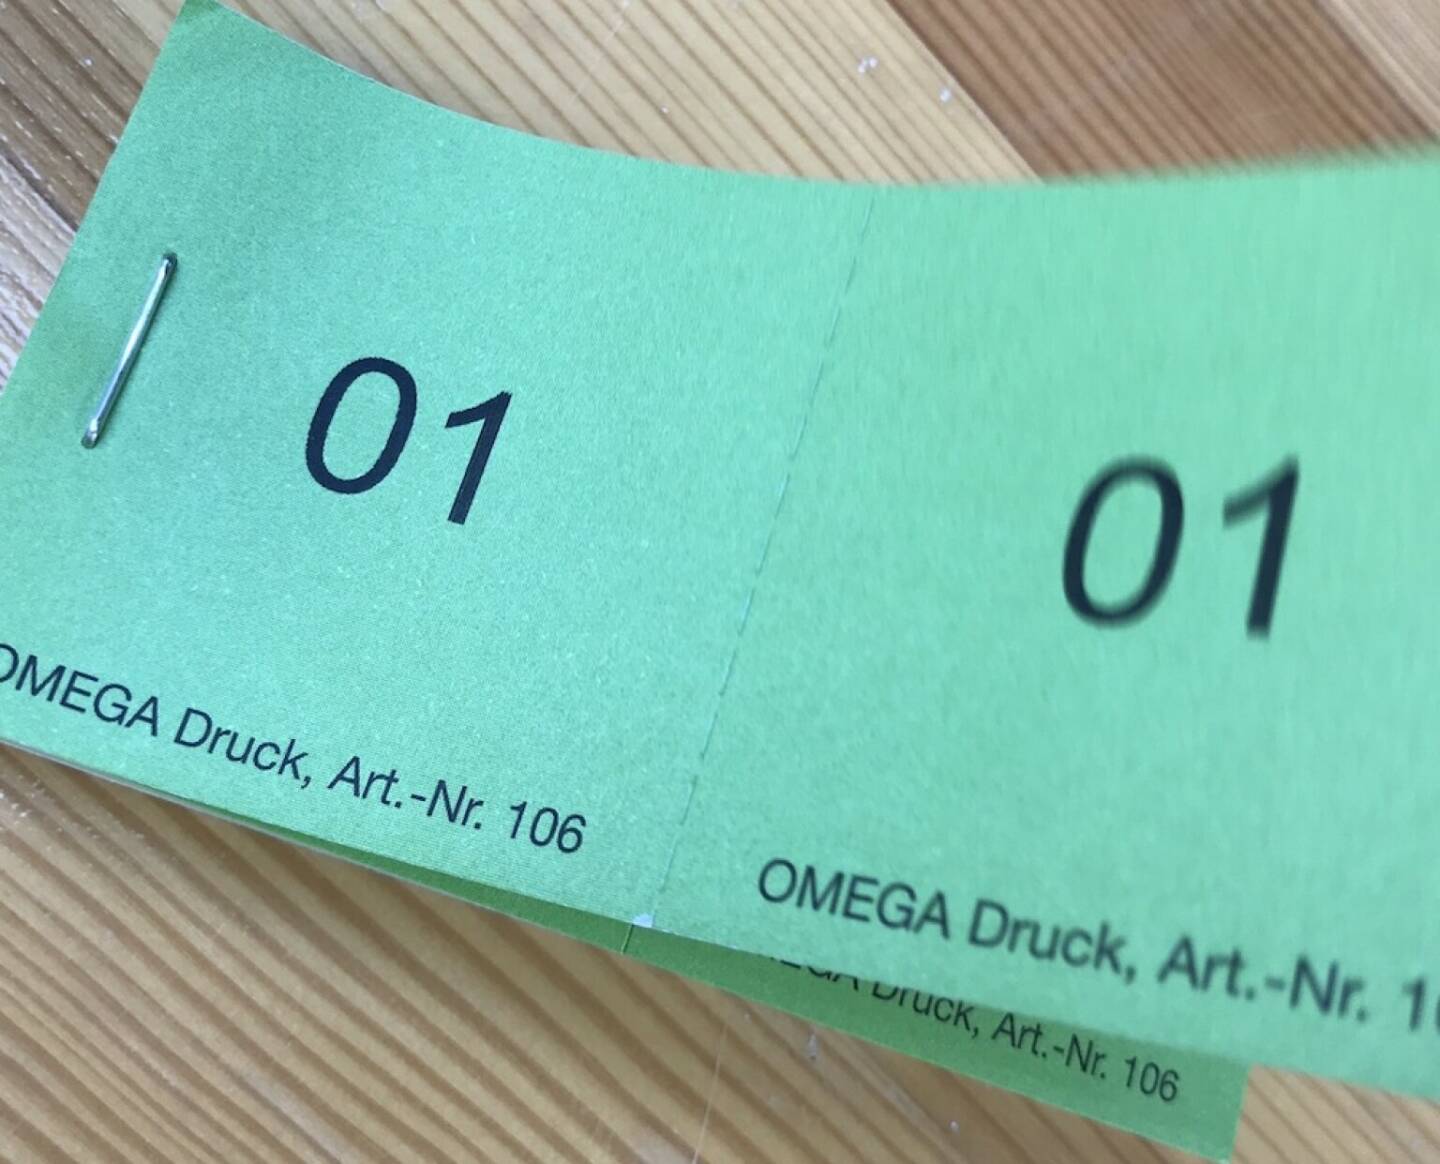 01
OMEGA Druck, Art.-Nr. 106
01
OMEGA Druck, Art.-Nr.
Druck, Art.-Nr. 106